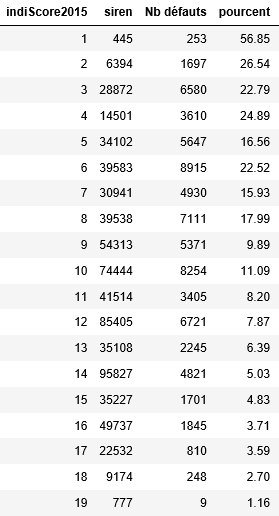 indiScore2015 siren Nb défauts pourcent
1 445 253 56.85
2 6394 1697 26.54
3 28872 6580 22.79
4 14501 3610 24.89
5 34102 5647 16.56
6 39583 8915 22.52
7 30941 4930 15.93
8 39538 7111 17.99
9 54313 5371 9.89
10 74444 8254 11.09
11 41514 3405 8.20
12 85405 6721 7.87
13 35108 2245 6.39
14 95827 4821 5.03
15 35227 1701 4.83
16 49737 1845 3.71
17 22532 810 3.59
18 9174 248 2.70
19 777 9 1.16